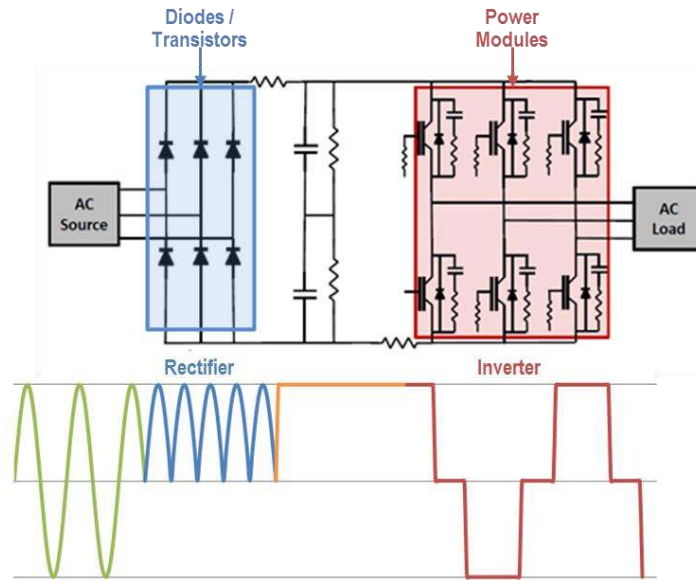 Diodes /
Transistors
Power
Modules
AC
Source
AC
Load
Rectifier
Inverter